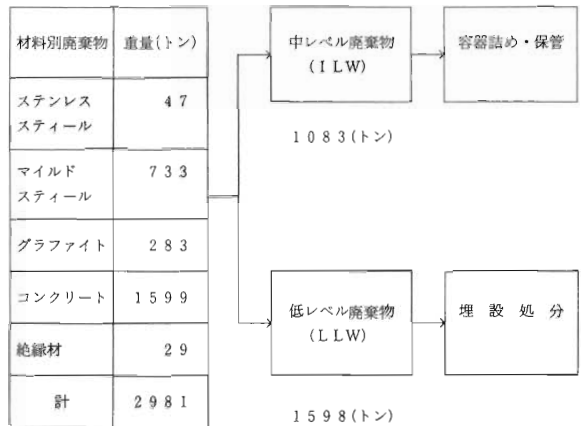 材料別廃棄物 重量(トン)
ステンレス
スティール 47
マイルド
スティール 733
グラファイト 283
コンクリート 1599
絶縁材 29
計 2981
中レベル廃棄物
(ILW)
1083(トン)
容器詰め・保管
低レベル廃棄物
(LLW)
1598(トン)
埋設処分